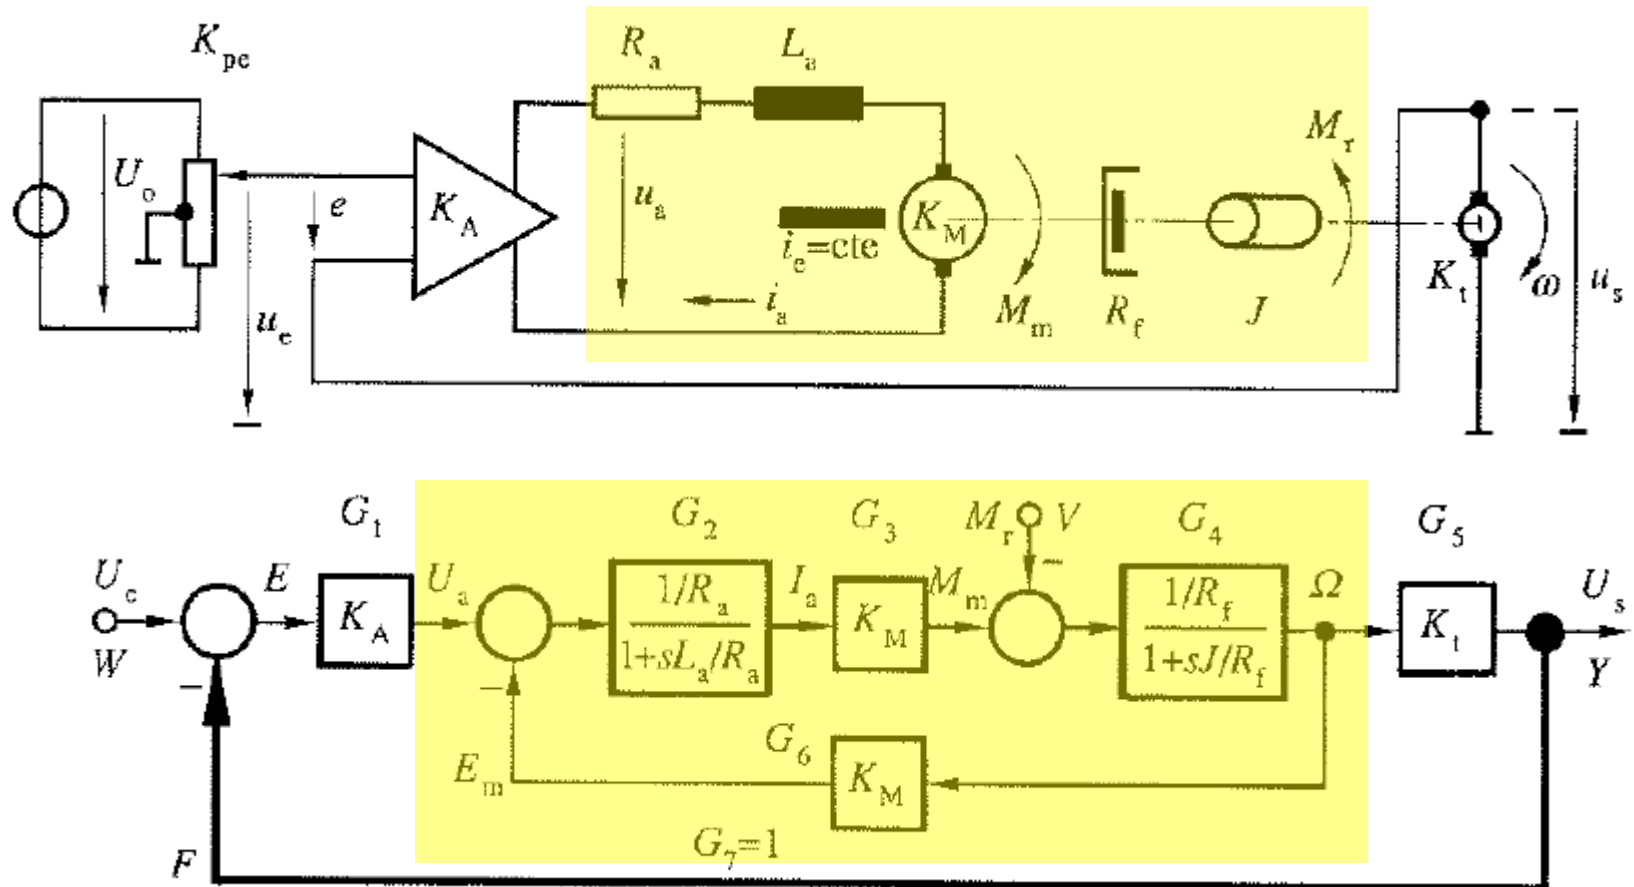 K_pe
R_a L_a
U_o e K_A u_a K_M M_r
i_e=cte
u_e i_a M_m R_f J K_t ω u_s
G_1 G_2 G_3 M_r V G_4 G_5
U_e E U_a 1/R_a I_a M_m 1/R_f Ω U_s
K_A K_M K_t
W 1+sL_a/R_a 1+sJ/R_f Y
− − −
E_m G_6 K_M
F G_7=1